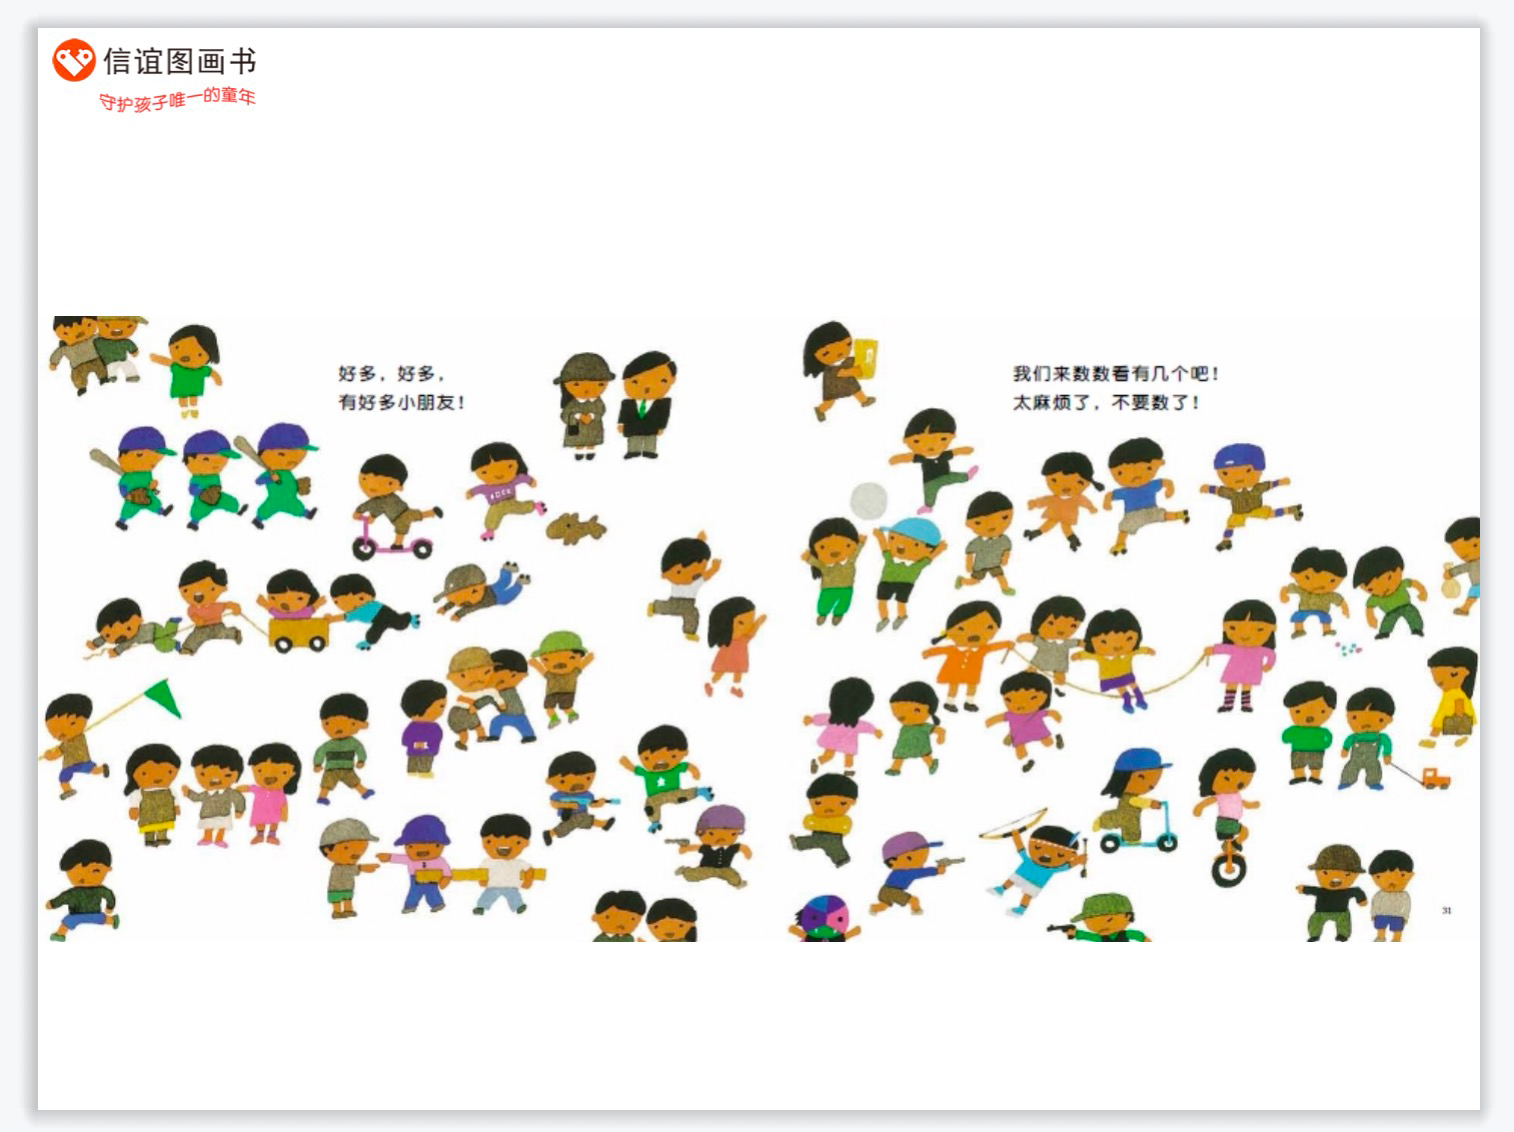 信谊图画书
守护孩子唯一的童年
好多，好多，
有好多小朋友！
我们来数数看有几个吧！
太麻烦了，不要数了！
31